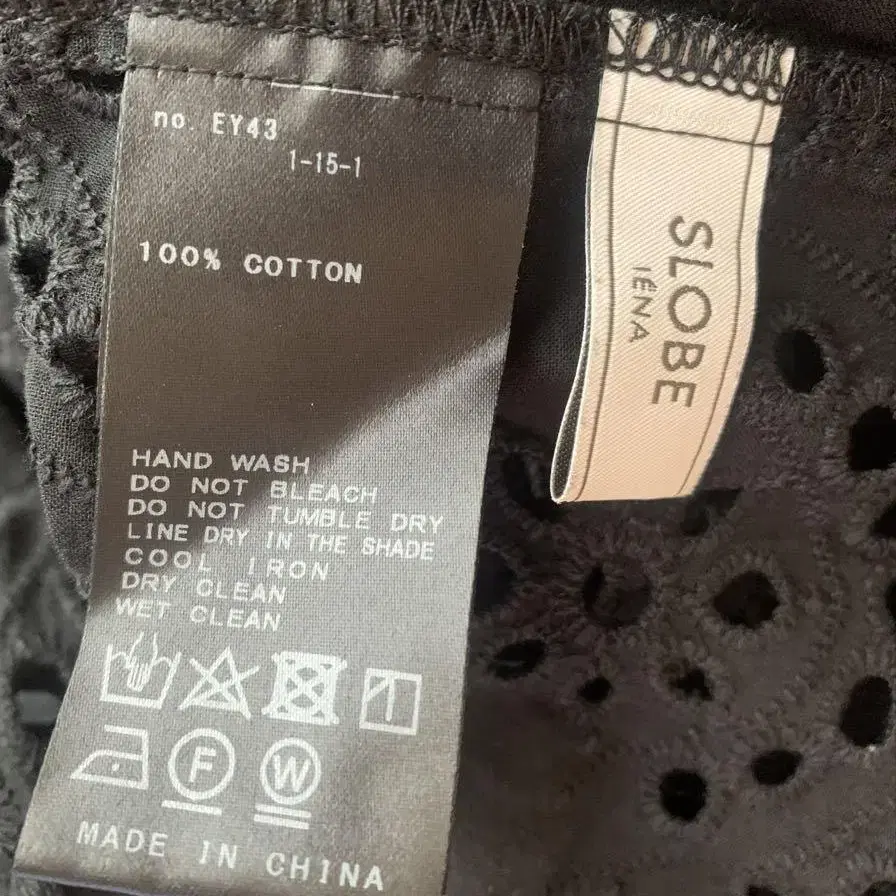 no. EY43
1-15-1
100% COTTON
HAND WASH
DO NOT BLEACH
DO NOT TUMBLE DRY
LINE DRY IN THE SHADE
COOL IRON
DRY CLEAN
WET CLEAN
F
W
MADE IN CHINA
SLOBE
IÉNA